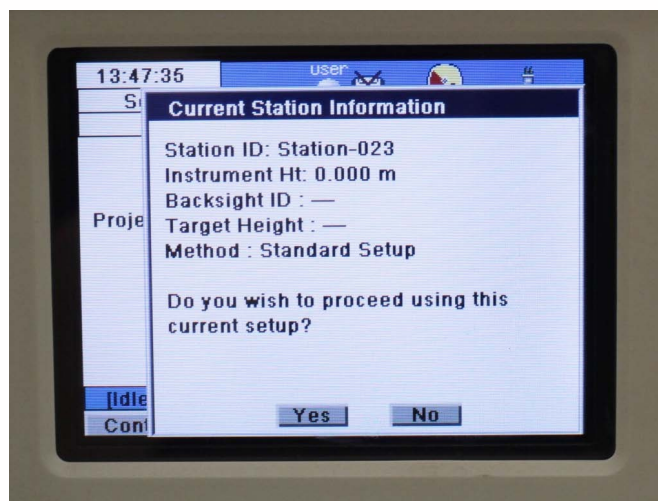 13:47:35
user
Current Station Information
Station ID: Station-023
Instrument Ht: 0.000 m
Backsight ID : —
Target Height : —
Method : Standard Setup
Do you wish to proceed using this
current setup?
Yes No